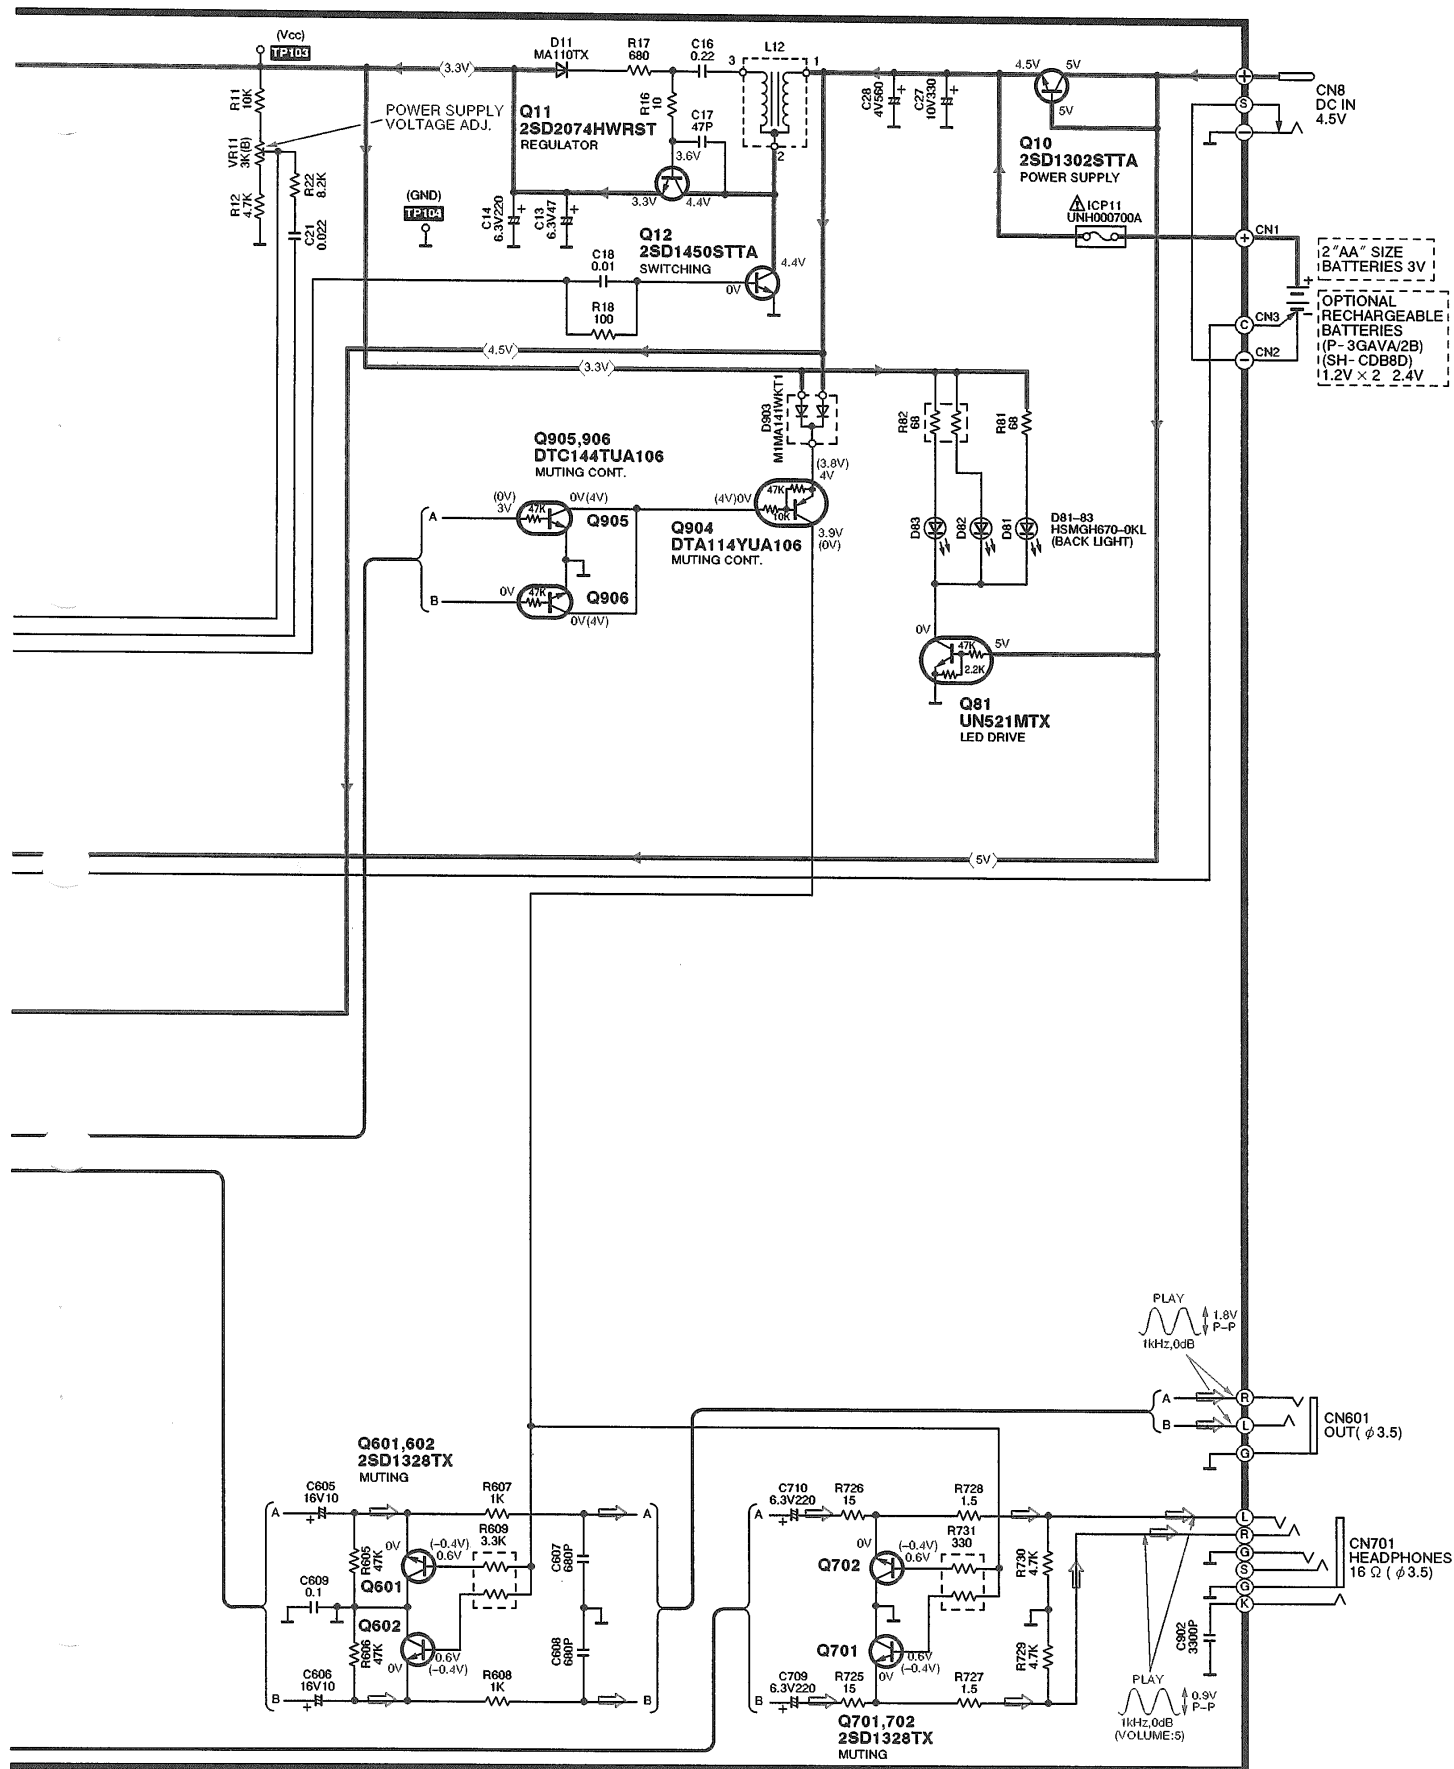 (Vcc)
TP103
R11
10K
VR11
3K(B)
R12
4.7K
R22
8.2K
C21
0.022
POWER SUPPLY
VOLTAGE ADJ.
(GND)
TP104
(3.3V)
D11
MA110TX
R17
680
C16
0.22
L12
3
1
2
R16
10
C17
47P
Q11
2SD2074HWRST
REGULATOR
3.6V
3.3V
4.4V
C14
6.3V220
+
C13
6.3V47
+
C28
4V560
+
C27
10V330
+
4.5V
5V
5V
Q10
2SD1302STTA
POWER SUPPLY
ICP11
UNH000700A
+
S
−
CN8
DC IN
4.5V
+
CN1
C
CN3
−
CN2
+
−
2 "AA" SIZE
BATTERIES 3V
OPTIONAL
RECHARGEABLE
BATTERIES
(P-3GAVA/2B)
(SH-CDB8D)
1.2V × 2 2.4V
Q12
2SD1450STTA
SWITCHING
C18
0.01
R18
100
0V
4.4V
(4.5V)
(3.3V)
D903
M1MA141WKT1
R82
68
R81
68
Q905,906
DTC144TUA106
MUTING CONT.
A
(0V)
3V
47K
0V(4V)
Q905
B
0V
47K
Q906
0V(4V)
(3.8V)
4V
(4V)0V
47K
10K
3.9V
(0V)
Q904
DTA114YUA106
MUTING CONT.
D83
D82
D81
D81-83
HSMGH670-0KL
(BACK LIGHT)
0V
47K
2.2K
5V
Q81
UN521MTX
LED DRIVE
(5V)
PLAY
1.8V
P-P
1kHz,0dB
A
B
R
L
G
CN601
OUT( φ3.5)
Q601,602
2SD1328TX
MUTING
A
C605
16V10
+
R607
1K
A
R609
3.3K
R605
47K
0V
(-0.4V)
0.6V
Q601
C607
680P
C609
0.1
Q602
R606
47K
0V
0.6V
(-0.4V)
C608
680P
B
C606
16V10
+
R608
1K
B
A
C710
6.3V220
+
R726
15
R728
1.5
R731
330
0V
(-0.4V)
0.6V
Q702
R730
4.7K
Q701
0V
0.6V
(-0.4V)
R729
4.7K
B
C709
6.3V220
+
R725
15
R727
1.5
Q701,702
2SD1328TX
MUTING
L
R
G
S
G
K
CN701
HEADPHONES
16 Ω ( φ3.5)
C902
3300P
PLAY
0.9V
P-P
1kHz,0dB
(VOLUME:5)